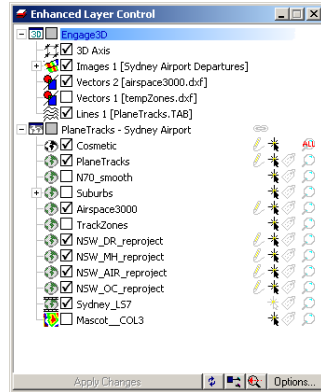 Enhanced Layer Control
3D Engage3D
3D Axis
Images 1 [Sydney Airport Departures]
Vectors 2 [airspace3000.dxf]
Vectors 1 [tempZones.dxf]
Lines 1 [PlaneTracks.TAB]
PlaneTracks - Sydney Airport
Cosmetic ALL
PlaneTracks
N70_smooth
Suburbs
Airspace3000
TrackZones
NSW_DR_reproject
NSW_MH_reproject
NSW_AIR_reproject
NSW_OC_reproject
Sydney_LS7
Mascot__COL3
Apply Changes Options...